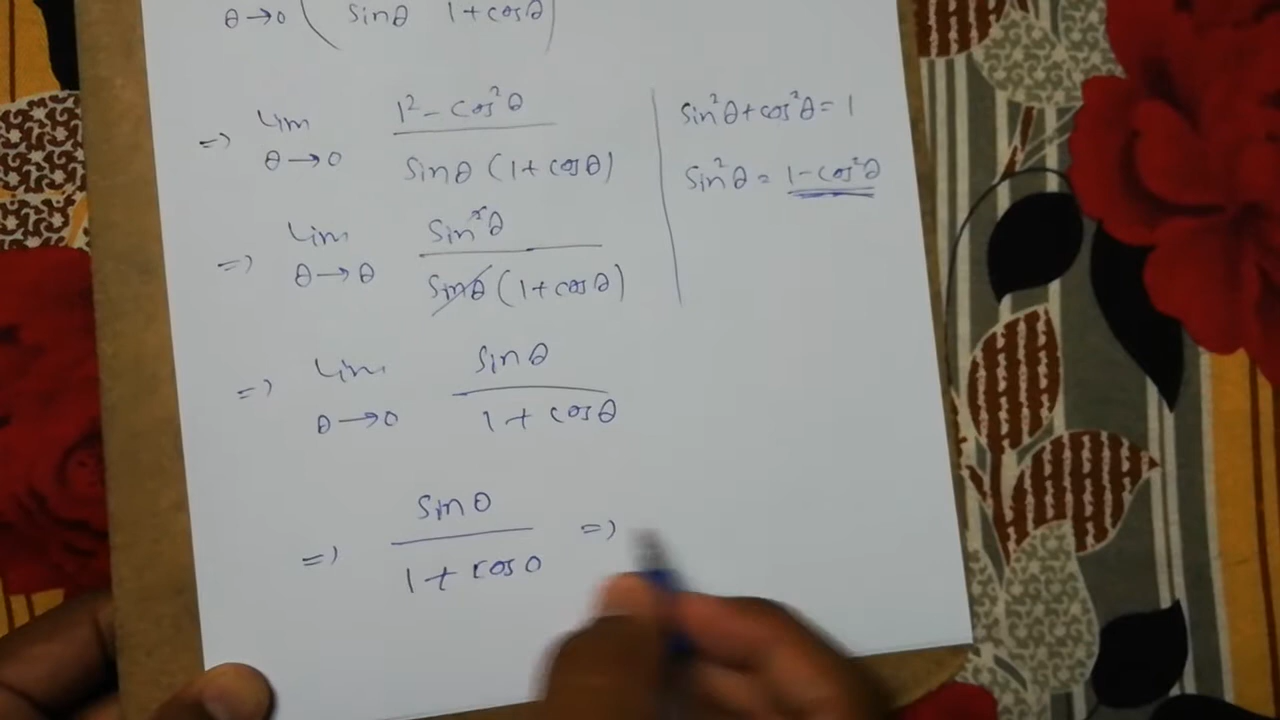 θ→0 ( sinθ 1+cosθ )
=> Lim θ→0 1²-cos²θ / sinθ (1+cosθ)
sin²θ+cos²θ=1
sin²θ = 1-cos²θ
=> Lim θ→θ sin²θ / sinθ (1+cosθ)
=> Lim θ→0 sinθ / 1+cosθ
=> sin0 / 1+cos0 =>